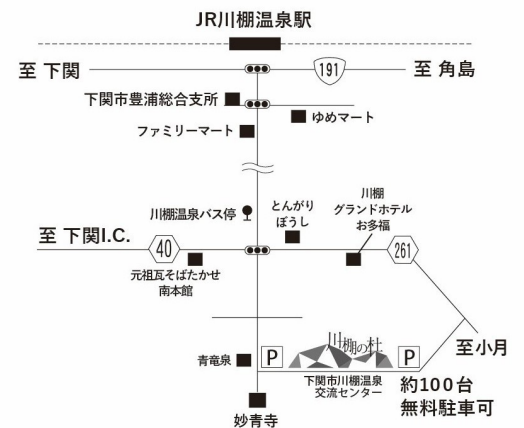 JR川棚温泉駅
至 下関
191
至 角島
下関市豊浦総合支所
ゆめマート
ファミリーマート
川棚温泉バス停
とんがり
ぼうし
川棚
グランドホテル
お多福
至 下関I.C.
40
261
元祖瓦そばたかせ
南本館
至小月
青竜泉
P
川棚の杜
P
下関市川棚温泉
交流センター
約100台
無料駐車可
妙青寺